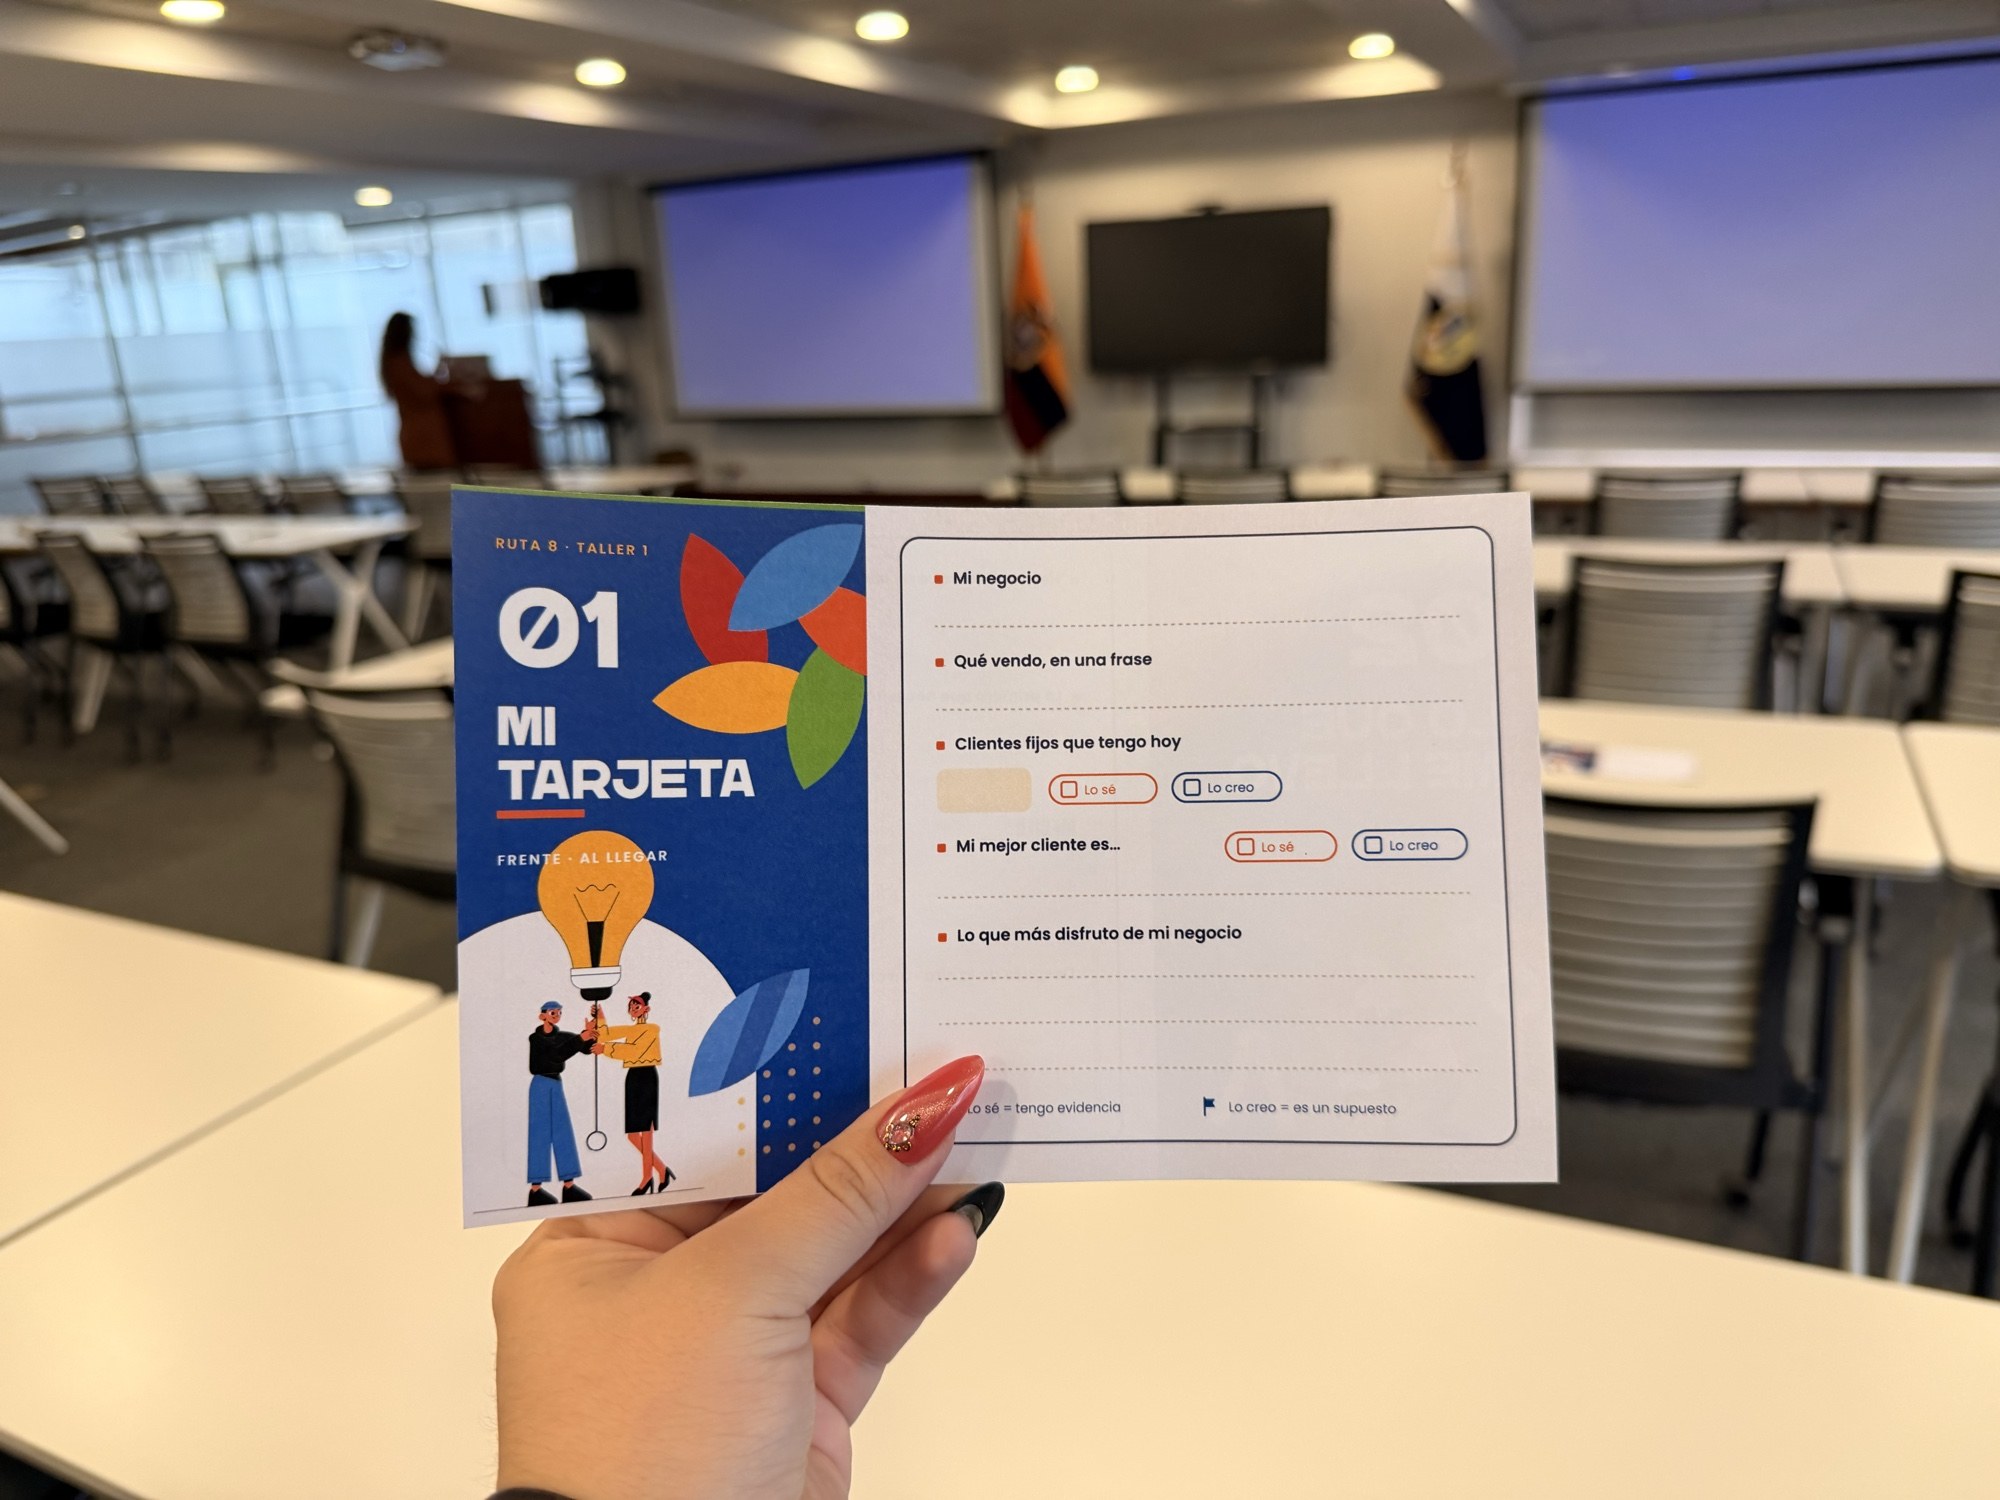 RUTA 8 · TALLER 1
01
MI
TARJETA
FRENTE · AL LLEGAR
Mi negocio
Qué vendo, en una frase
Clientes fijos que tengo hoy
Lo sé
Lo creo
Mi mejor cliente es...
Lo sé
Lo creo
Lo que más disfruto de mi negocio
Lo sé = tengo evidencia
Lo creo = es un supuesto